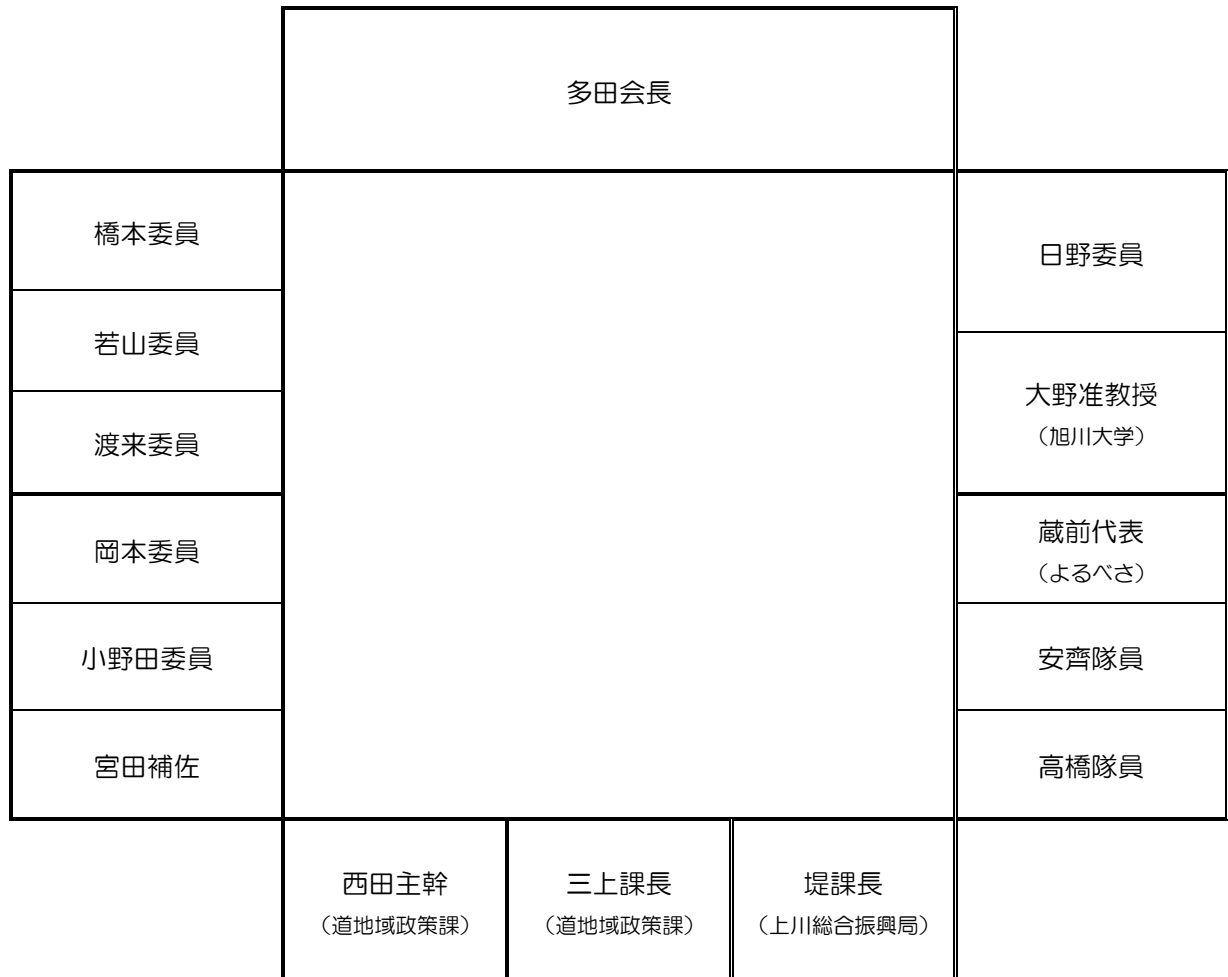 多田会長
橋本委員
若山委員
渡来委員
岡本委員
小野田委員
宮田補佐
日野委員
大野准教授
（旭川大学）
蔵前代表
（よるべさ）
安齊隊員
高橋隊員
西田主幹
（道地域政策課）
三上課長
（道地域政策課）
堤課長
（上川総合振興局）